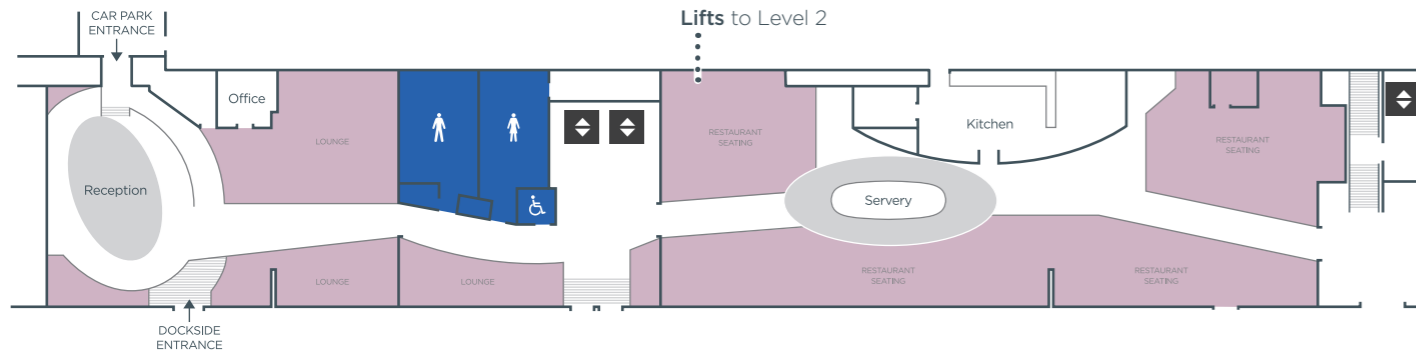 CAR PARK
ENTRANCE
Lifts to Level 2
Office
LOUNGE
RESTAURANT
SEATING
Kitchen
RESTAURANT
SEATING
Reception
Servery
LOUNGE
LOUNGE
RESTAURANT
SEATING
RESTAURANT
SEATING
DOCKSIDE
ENTRANCE